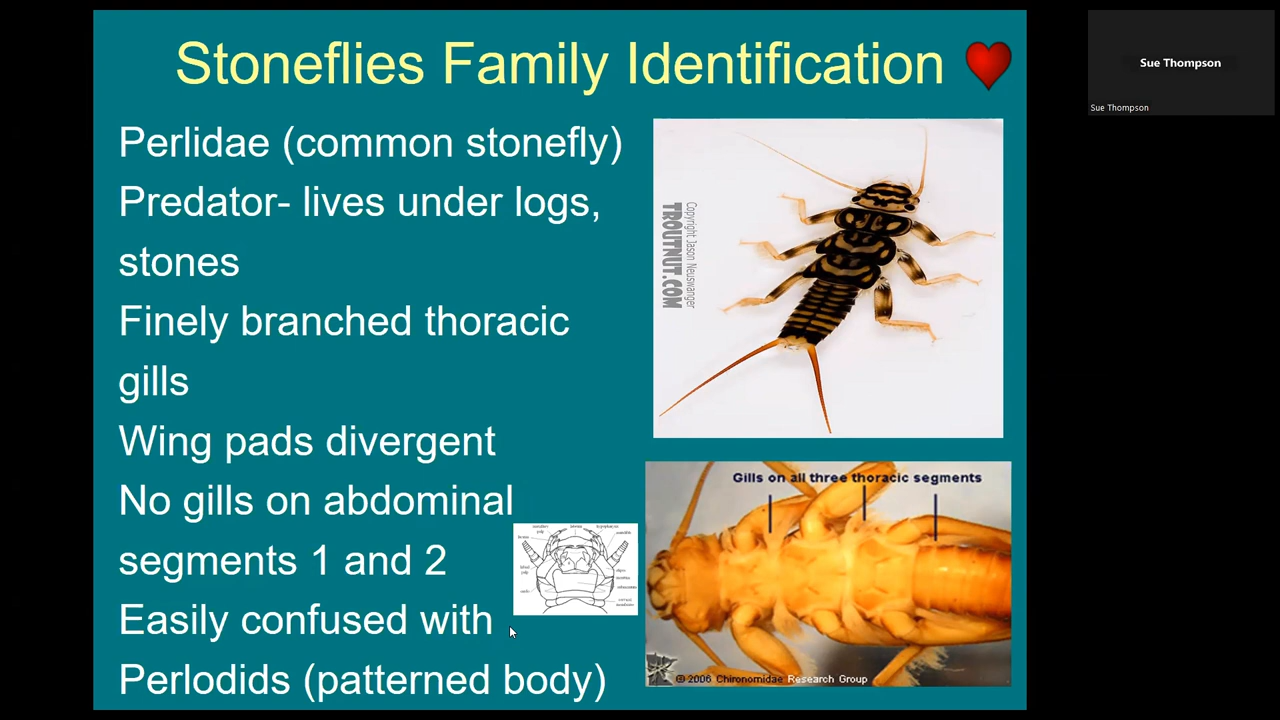 Stoneflies Family Identification
Perlidae (common stonefly)
Predator- lives under logs,
stones
Finely branched thoracic
gills
Wing pads divergent
No gills on abdominal
segments 1 and 2
Easily confused with
Perlodids (patterned body)
Copyright Jason Neuswanger
TROUTNUT.COM
Gills on all three thoracic segments
© 2006 Chironomidae Research Group
Sue Thompson
Sue Thompson